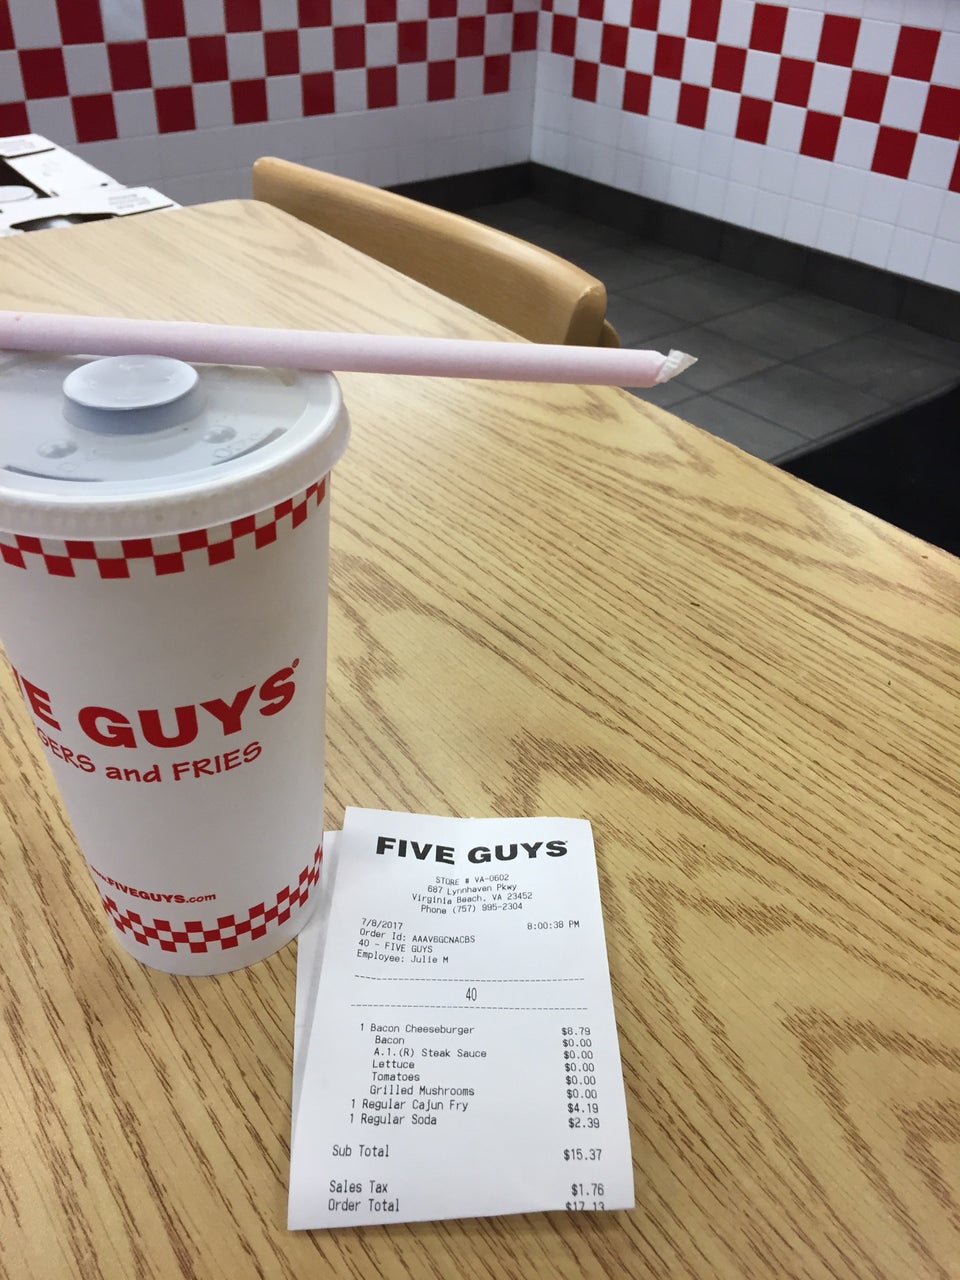 E GUYS
GERS and FRIES
www.FIVEGUYS.com
FIVE GUYS
STORE # VA-0602
687 Lynnhaven Pkwy
Virginia Beach, VA 23452
Phone (757) 995-2304
7/8/2017 8:00:38 PM
Order Id: AAAV6GCNACBS
40 - FIVE GUYS
Employee: Julie M
40
1 Bacon Cheeseburger $8.79
Bacon $0.00
A.1.(R) Steak Sauce $0.00
Lettuce $0.00
Tomatoes $0.00
Grilled Mushrooms $0.00
1 Regular Cajun Fry $4.19
1 Regular Soda $2.39
Sub Total $15.37
Sales Tax $1.76
Order Total $17.13